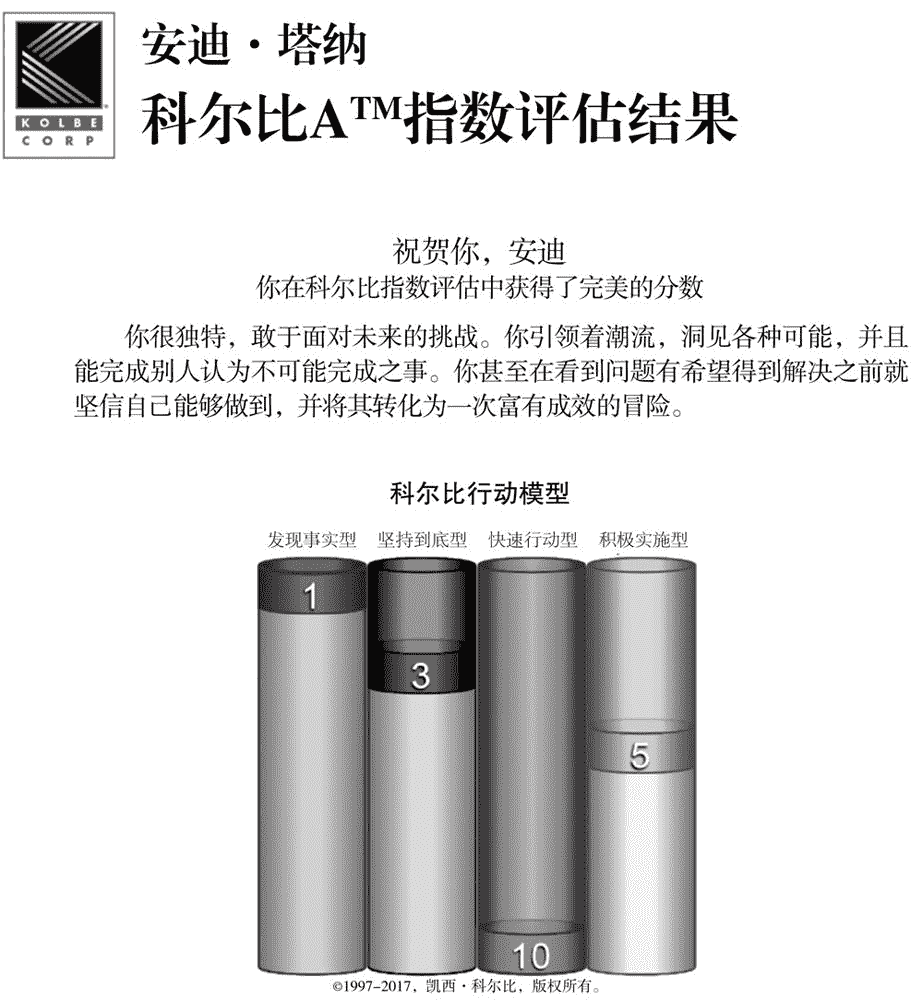 KOLBE
CORP
安迪·塔纳
科尔比A™指数评估结果
祝贺你，安迪
你在科尔比指数评估中获得了完美的分数
你很独特，敢于面对未来的挑战。你引领着潮流，洞见各种可能，并且
能完成别人认为不可能完成之事。你甚至在看到问题有希望得到解决之前就
坚信自己能够做到，并将其转化为一次富有成效的冒险。
科尔比行动模型
发现事实型 坚持到底型 快速行动型 积极实施型
1
3
5
10
©1997-2017，凯西·科尔比，版权所有。